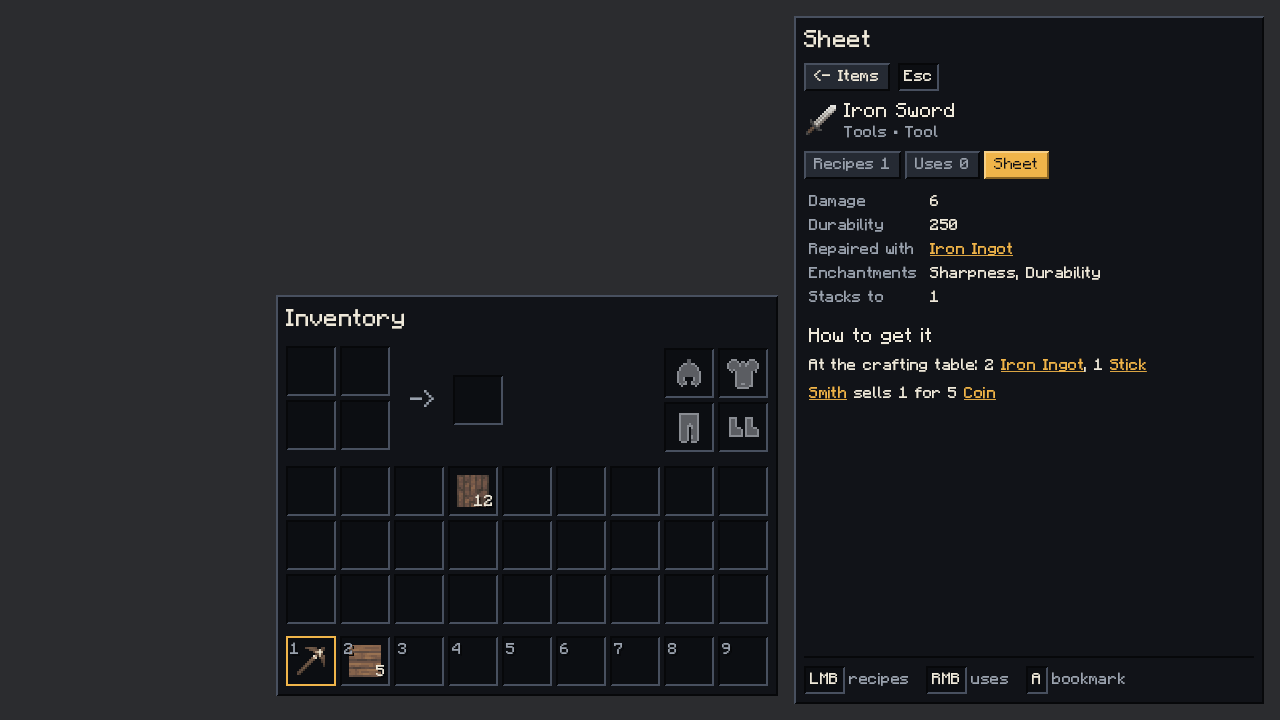 Sheet
<- Items Esc
Iron Sword
Tools • Tool
Recipes 1 Uses 0 Sheet
Damage 6
Durability 250
Repaired with Iron Ingot
Enchantments Sharpness, Durability
Stacks to 1
How to get it
At the crafting table: 2 Iron Ingot, 1 Stick
Smith sells 1 for 5 Coin
LMB recipes RMB uses A bookmark
Inventory
->
12
1 2 3 4 5 6 7 8 9
5